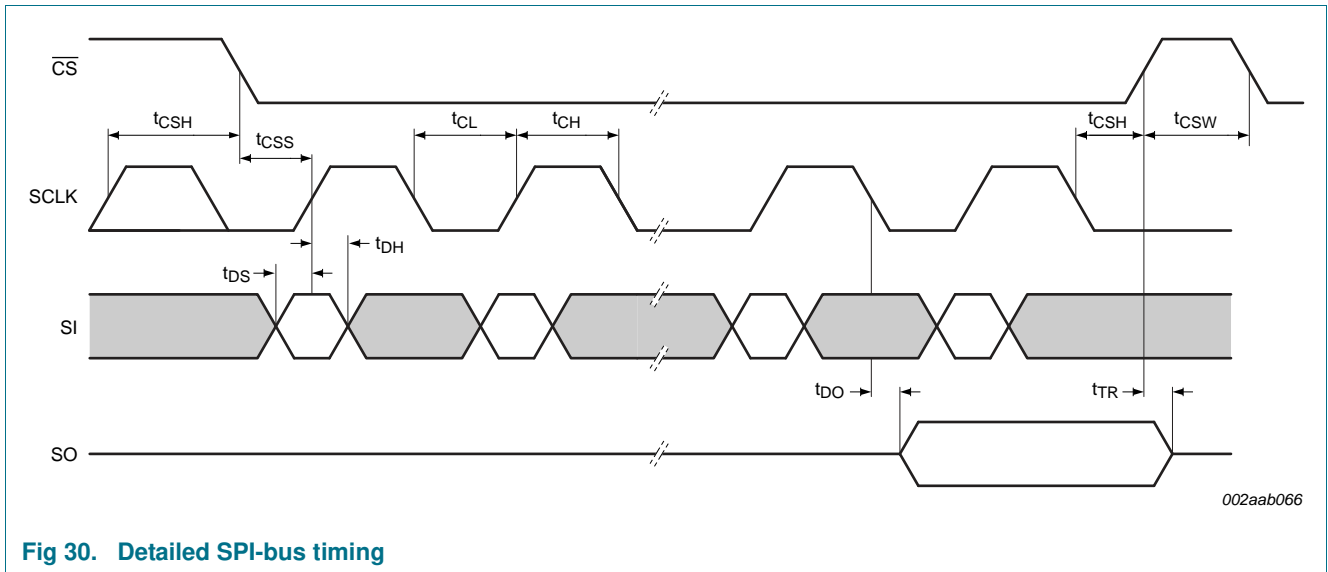 CS
tCSH
tCSS
tCL
tCH
tCSH
tCSW
SCLK
tDH
tDS
SI
tDO
tTR
SO
002aab066
Fig 30. Detailed SPI-bus timing